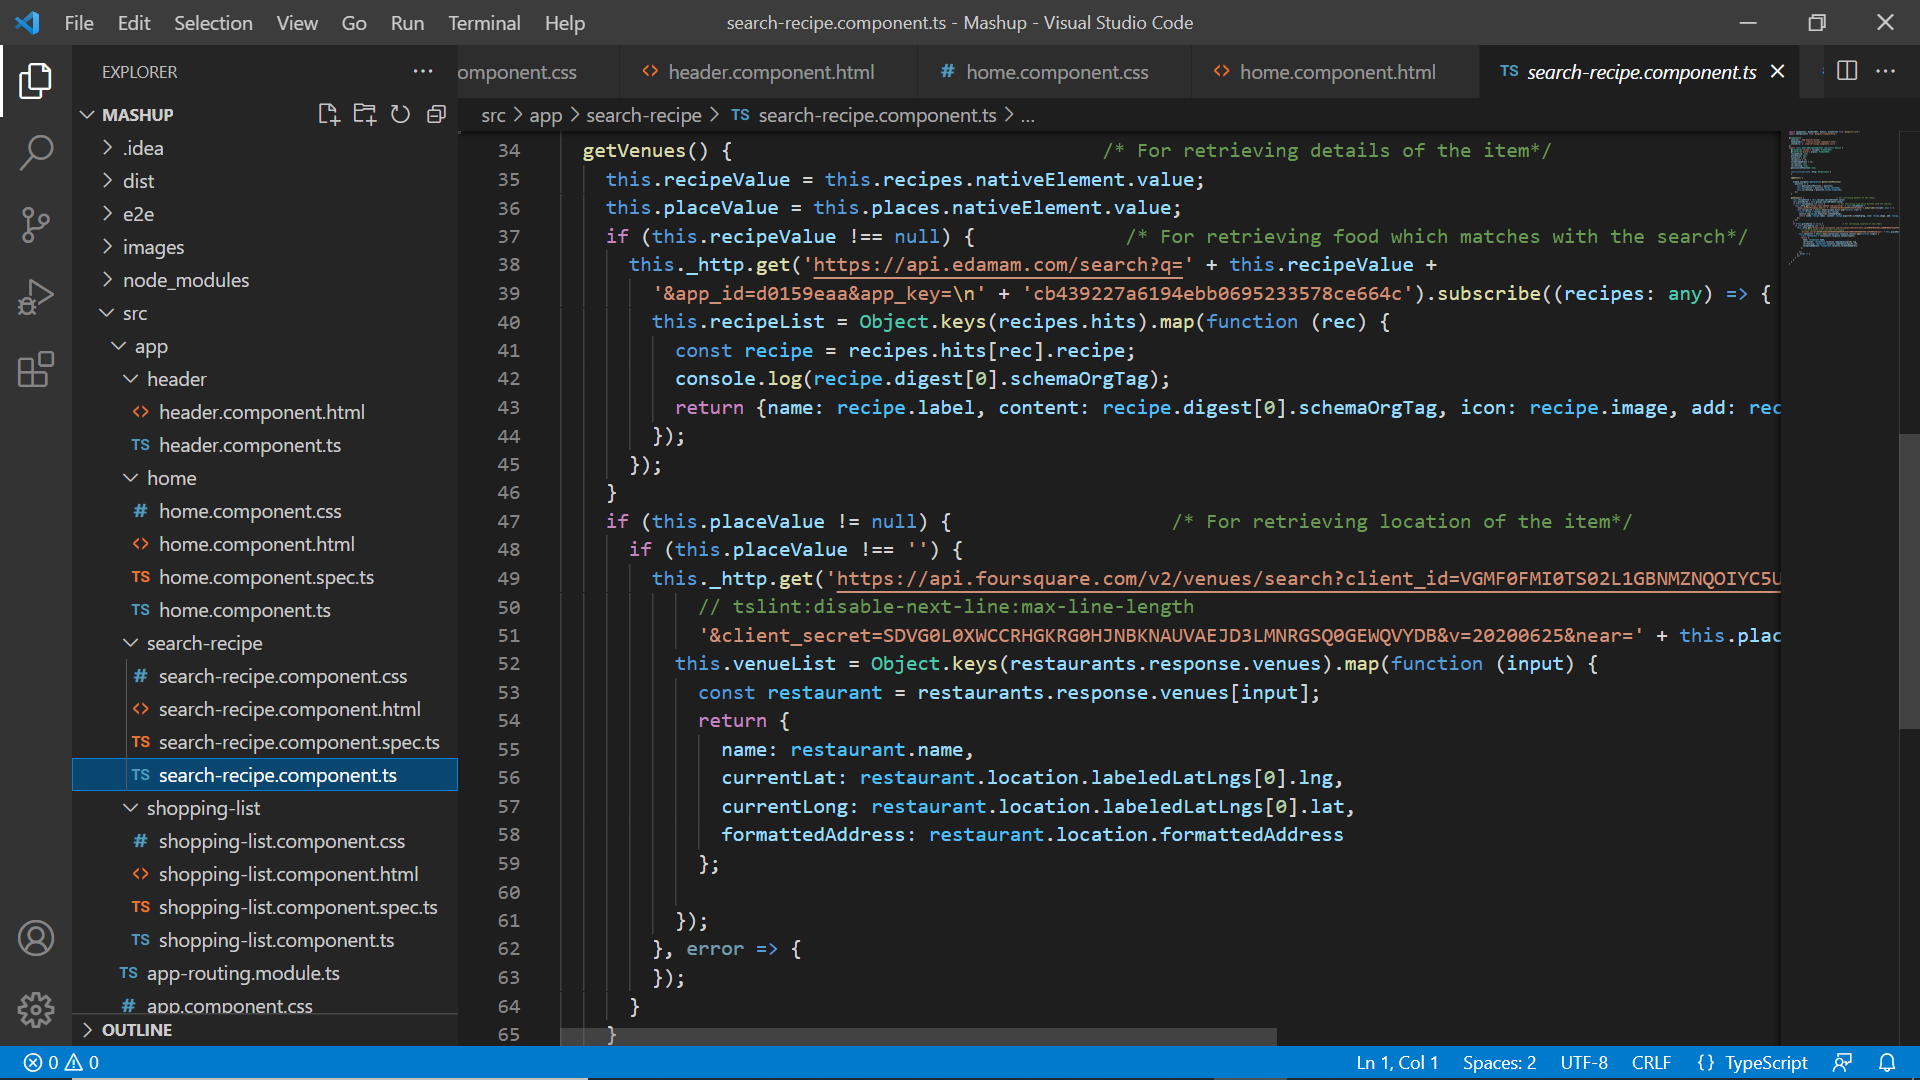 File Edit Selection View Go Run Terminal Help
search-recipe.component.ts - Mashup - Visual Studio Code
EXPLORER
omponent.css
header.component.html
home.component.css
home.component.html
TS search-recipe.component.ts
MASHUP
src > app > search-recipe > TS search-recipe.component.ts > ...
.idea
dist
e2e
images
node_modules
src
app
header
header.component.html
TS header.component.ts
home
# home.component.css
home.component.html
TS home.component.spec.ts
TS home.component.ts
search-recipe
# search-recipe.component.css
search-recipe.component.html
TS search-recipe.component.spec.ts
TS search-recipe.component.ts
shopping-list
# shopping-list.component.css
shopping-list.component.html
TS shopping-list.component.spec.ts
TS shopping-list.component.ts
TS app-routing.module.ts
# app.component.css
OUTLINE
34 getVenues() { /* For retrieving details of the item*/
35 this.recipeValue = this.recipes.nativeElement.value;
36 this.placeValue = this.places.nativeElement.value;
37 if (this.recipeValue !== null) { /* For retrieving food which matches with the search*/
38 this._http.get('https://api.edamam.com/search?q=' + this.recipeValue +
39 '&app_id=d0159eaa&app_key=\n' + 'cb439227a6194ebb0695233578ce664c').subscribe((recipes: any) => {
40 this.recipeList = Object.keys(recipes.hits).map(function (rec) {
41 const recipe = recipes.hits[rec].recipe;
42 console.log(recipe.digest[0].schemaOrgTag);
43 return {name: recipe.label, content: recipe.digest[0].schemaOrgTag, icon: recipe.image, add: rec
44 });
45 });
46 }
47 if (this.placeValue != null) { /* For retrieving location of the item*/
48 if (this.placeValue !== '') {
49 this._http.get('https://api.foursquare.com/v2/venues/search?client_id=VGMF0FMI0TS02L1GBNMZNQOIYC5U
50 // tslint:disable-next-line:max-line-length
51 '&client_secret=SDVG0L0XWCCRHGKRG0HJNBKNAUVAEJD3LMNRGSQ0GEWQVYDB&v=20200625&near=' + this.plac
52 this.venueList = Object.keys(restaurants.response.venues).map(function (input) {
53 const restaurant = restaurants.response.venues[input];
54 return {
55 name: restaurant.name,
56 currentLat: restaurant.location.labeledLatLngs[0].lng,
57 currentLong: restaurant.location.labeledLatLngs[0].lat,
58 formattedAddress: restaurant.location.formattedAddress
59 };
60
61 });
62 }, error => {
63 });
64 }
65 }
0 0
Ln 1, Col 1 Spaces: 2 UTF-8 CRLF {} TypeScript